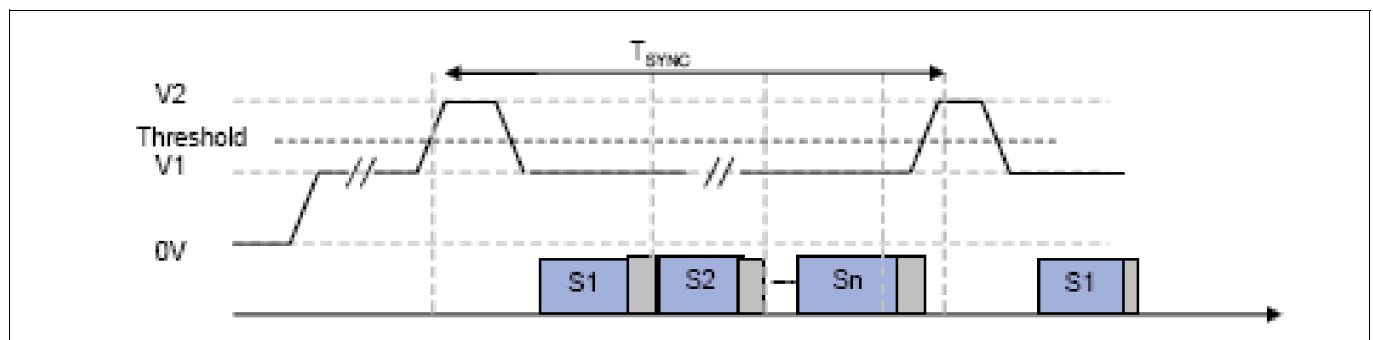 TSYNC
V2
Threshold
V1
0V
S1
S2
Sn
S1